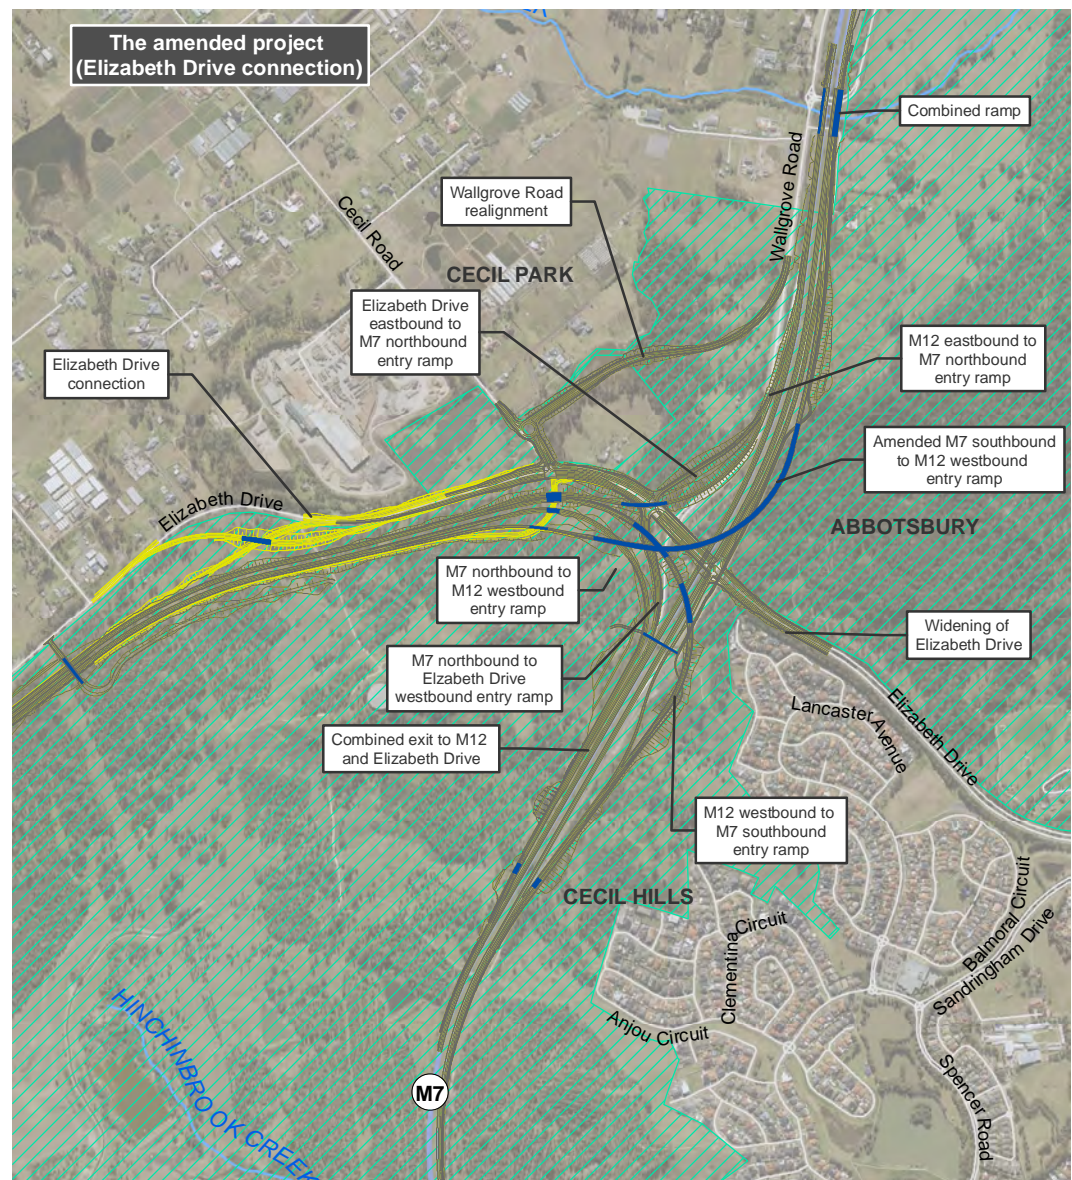 The amended project
(Elizabeth Drive connection)
Combined ramp
Wallgrove Road
Wallgrove Road
realignment
Cecil Road
CECIL PARK
Elizabeth Drive
eastbound to
M7 northbound
entry ramp
M12 eastbound to
M7 northbound
entry ramp
Elizabeth Drive
connection
Amended M7 southbound
to M12 westbound
entry ramp
Elizabeth Drive
ABBOTSBURY
M7 northbound to
M12 westbound
entry ramp
Widening of
Elizabeth Drive
M7 northbound to
Elzabeth Drive
westbound entry ramp
Lancaster Avenue
Elizabeth Drive
Combined exit to M12
and Elizabeth Drive
M12 westbound to
M7 southbound
entry ramp
CECIL HILLS
Clementina Circuit
Balmoral Circuit
Sandringham Drive
Anjou Circuit
HINCHINBROOK CREEK
M7
Spencer Road